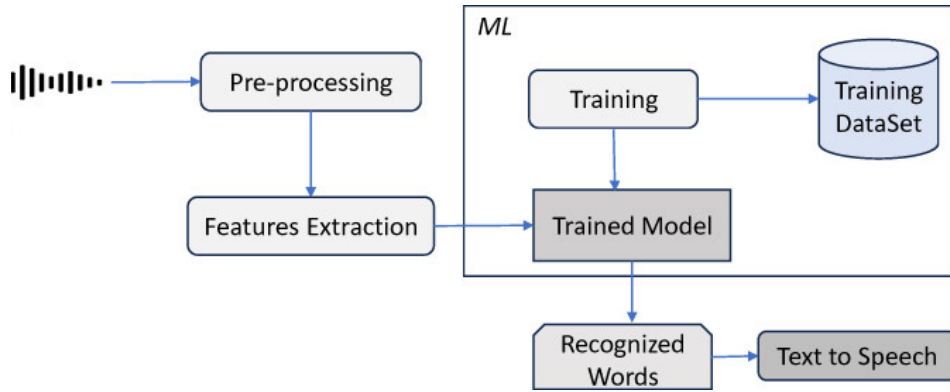 ML
Pre-processing
Training
Training
DataSet
Features Extraction
Trained Model
Recognized
Words
Text to Speech